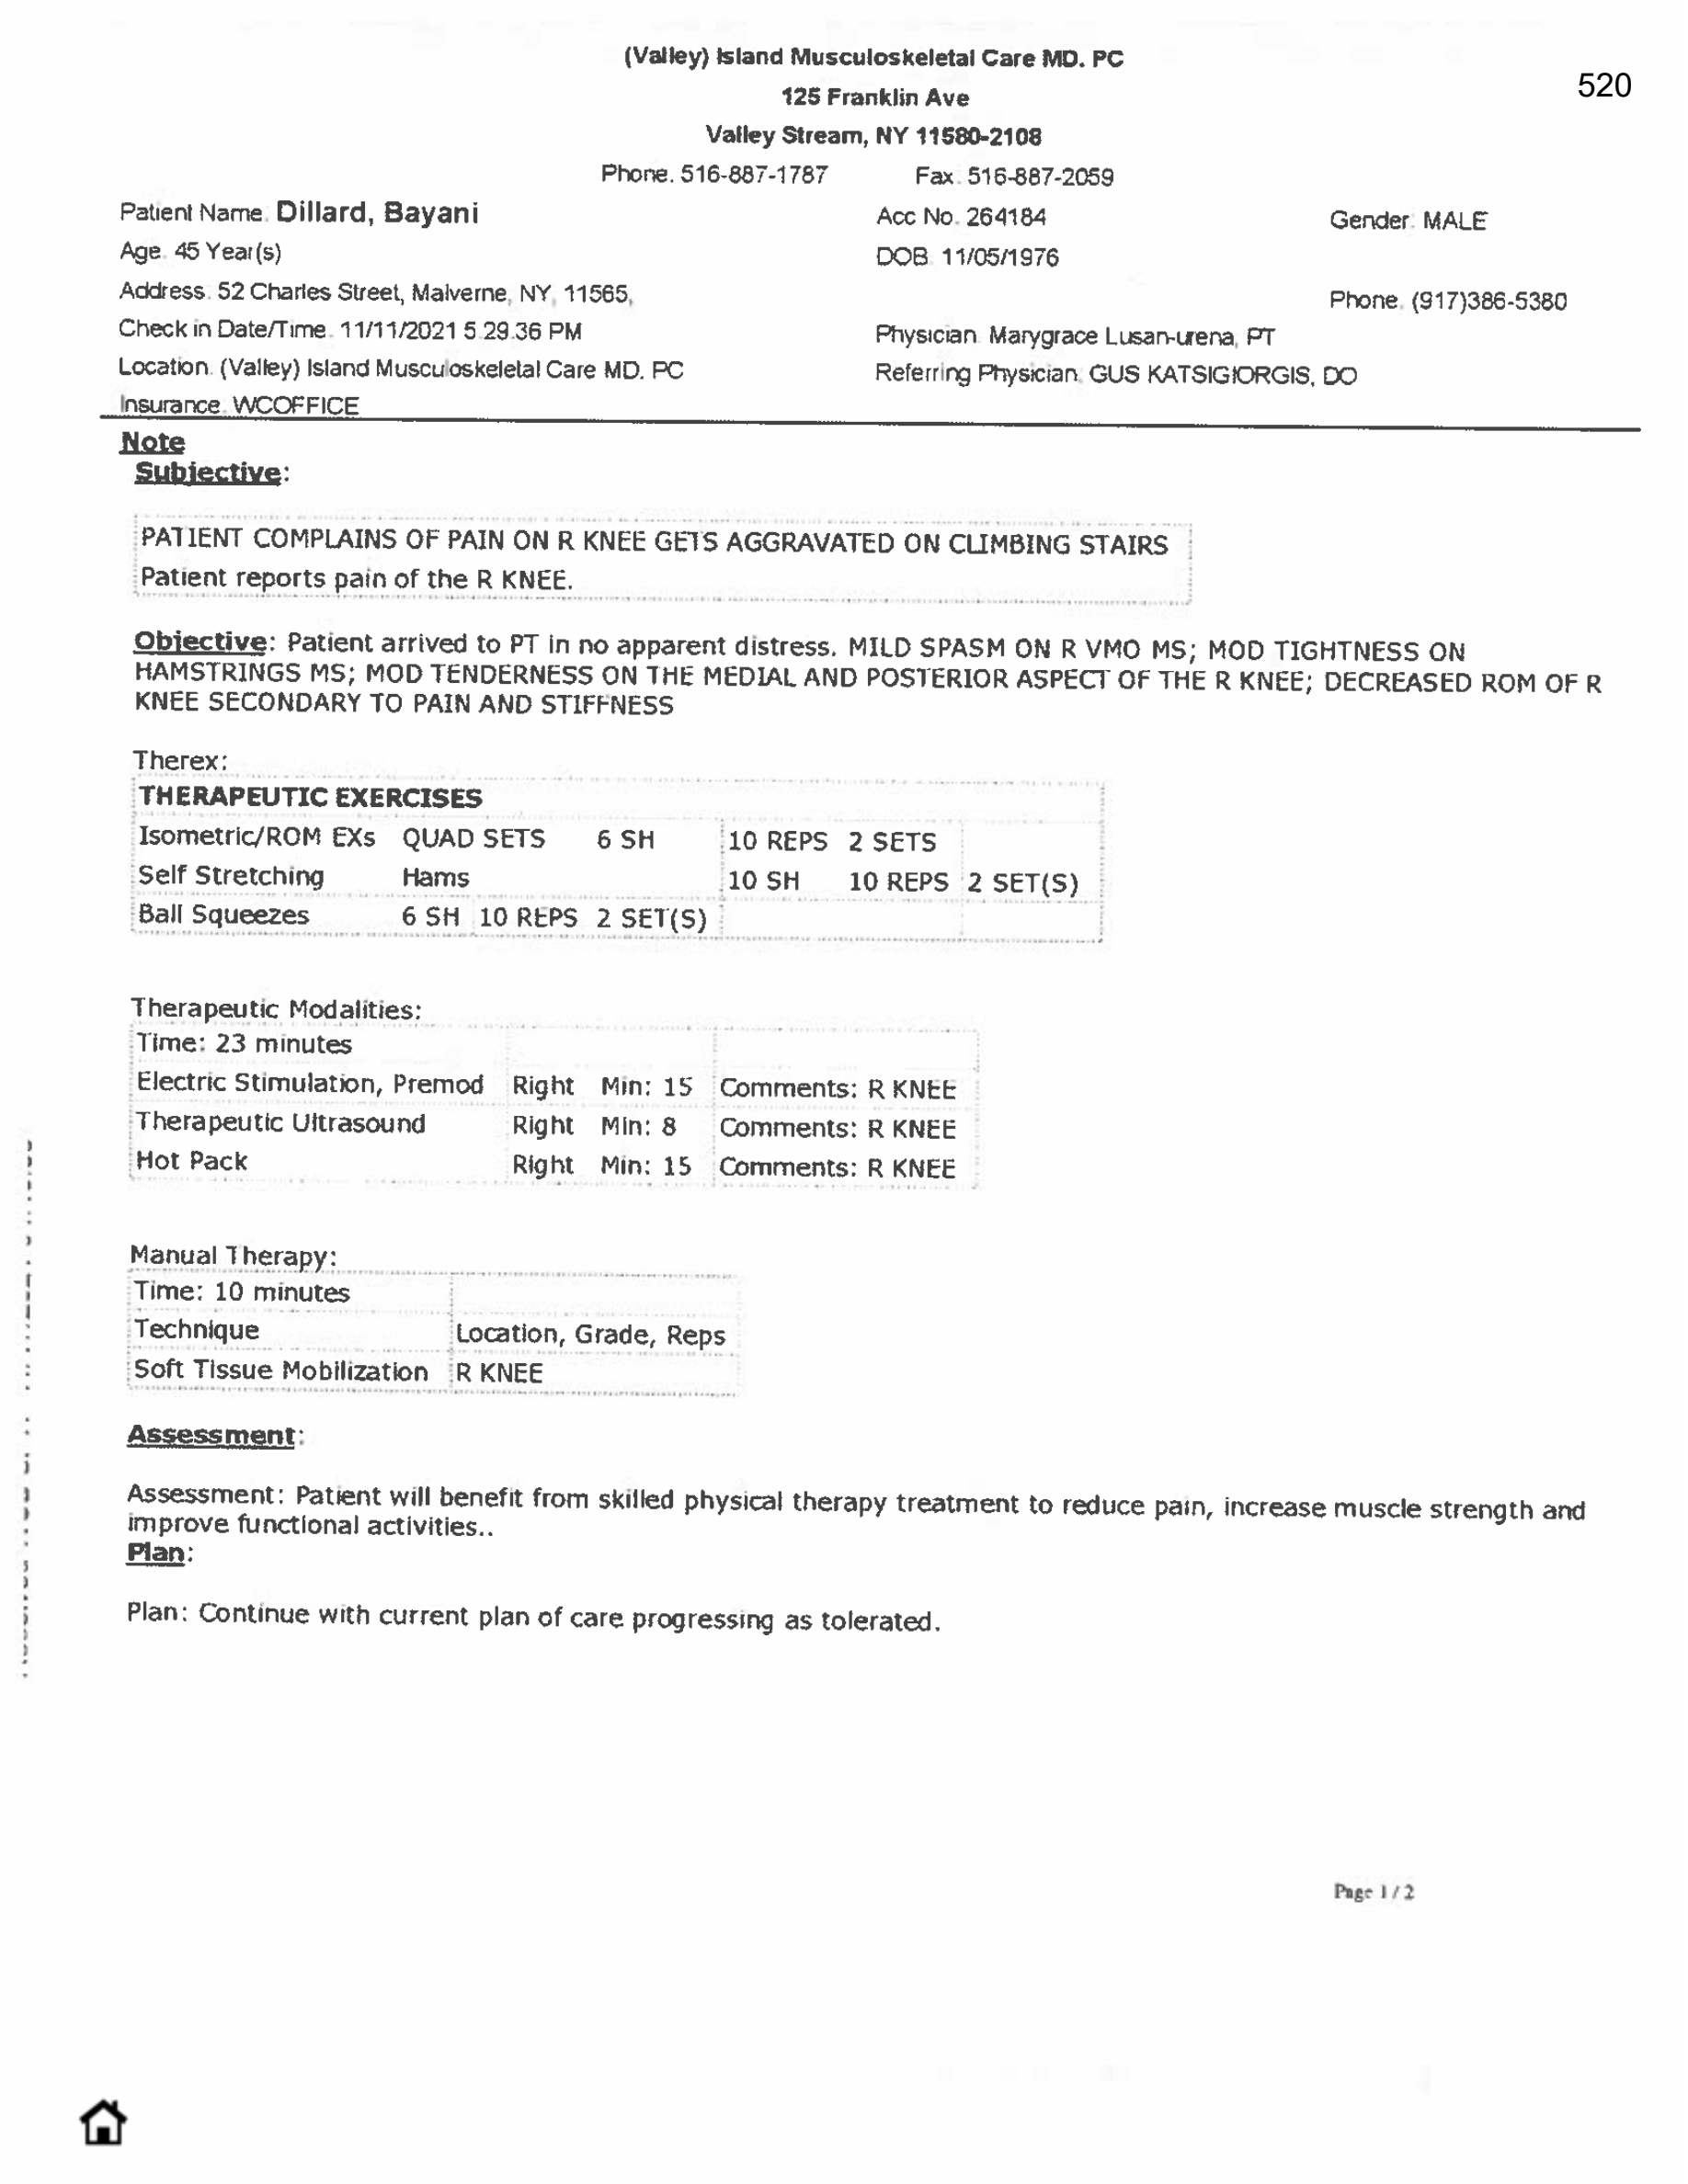 (Valley) Island Musculoskeletal Care MD. PC
520
125 Franklin Ave
Valley Stream, NY 11580-2108
Phone. 516-887-1787 Fax. 516-887-2059
Patient Name. Dillard, Bayani Acc No. 264184 Gender. MALE
Age. 45 Year(s) DOB. 11/05/1976
Address. 52 Charles Street, Malverne, NY, 11565, Phone. (917)386-5380
Check in Date/Time. 11/11/2021 5.29.36 PM Physician. Marygrace Lusan-urena, PT
Location. (Valley) Island Musculoskeletal Care MD. PC Referring Physician. GUS KATSIGIORGIS, DO
Insurance. WCOFFICE
Note
Subjective:
PATIENT COMPLAINS OF PAIN ON R KNEE GETS AGGRAVATED ON CLIMBING STAIRS
Patient reports pain of the R KNEE.
Objective: Patient arrived to PT in no apparent distress. MILD SPASM ON R VMO MS; MOD TIGHTNESS ON
HAMSTRINGS MS; MOD TENDERNESS ON THE MEDIAL AND POSTERIOR ASPECT OF THE R KNEE; DECREASED ROM OF R
KNEE SECONDARY TO PAIN AND STIFFNESS
Therex:
THERAPEUTIC EXERCISES
Isometric/ROM EXs QUAD SETS 6 SH 10 REPS 2 SETS
Self Stretching Hams 10 SH 10 REPS 2 SET(S)
Ball Squeezes 6 SH 10 REPS 2 SET(S)
Therapeutic Modalities:
Time: 23 minutes
Electric Stimulation, Premod Right Min: 15 Comments: R KNEE
Therapeutic Ultrasound Right Min: 8 Comments: R KNEE
Hot Pack Right Min: 15 Comments: R KNEE
Manual Therapy:
Time: 10 minutes
Technique Location, Grade, Reps
Soft Tissue Mobilization R KNEE
Assessment:
Assessment: Patient will benefit from skilled physical therapy treatment to reduce pain, increase muscle strength and
improve functional activities..
Plan:
Plan: Continue with current plan of care progressing as tolerated.
Page 1 / 2